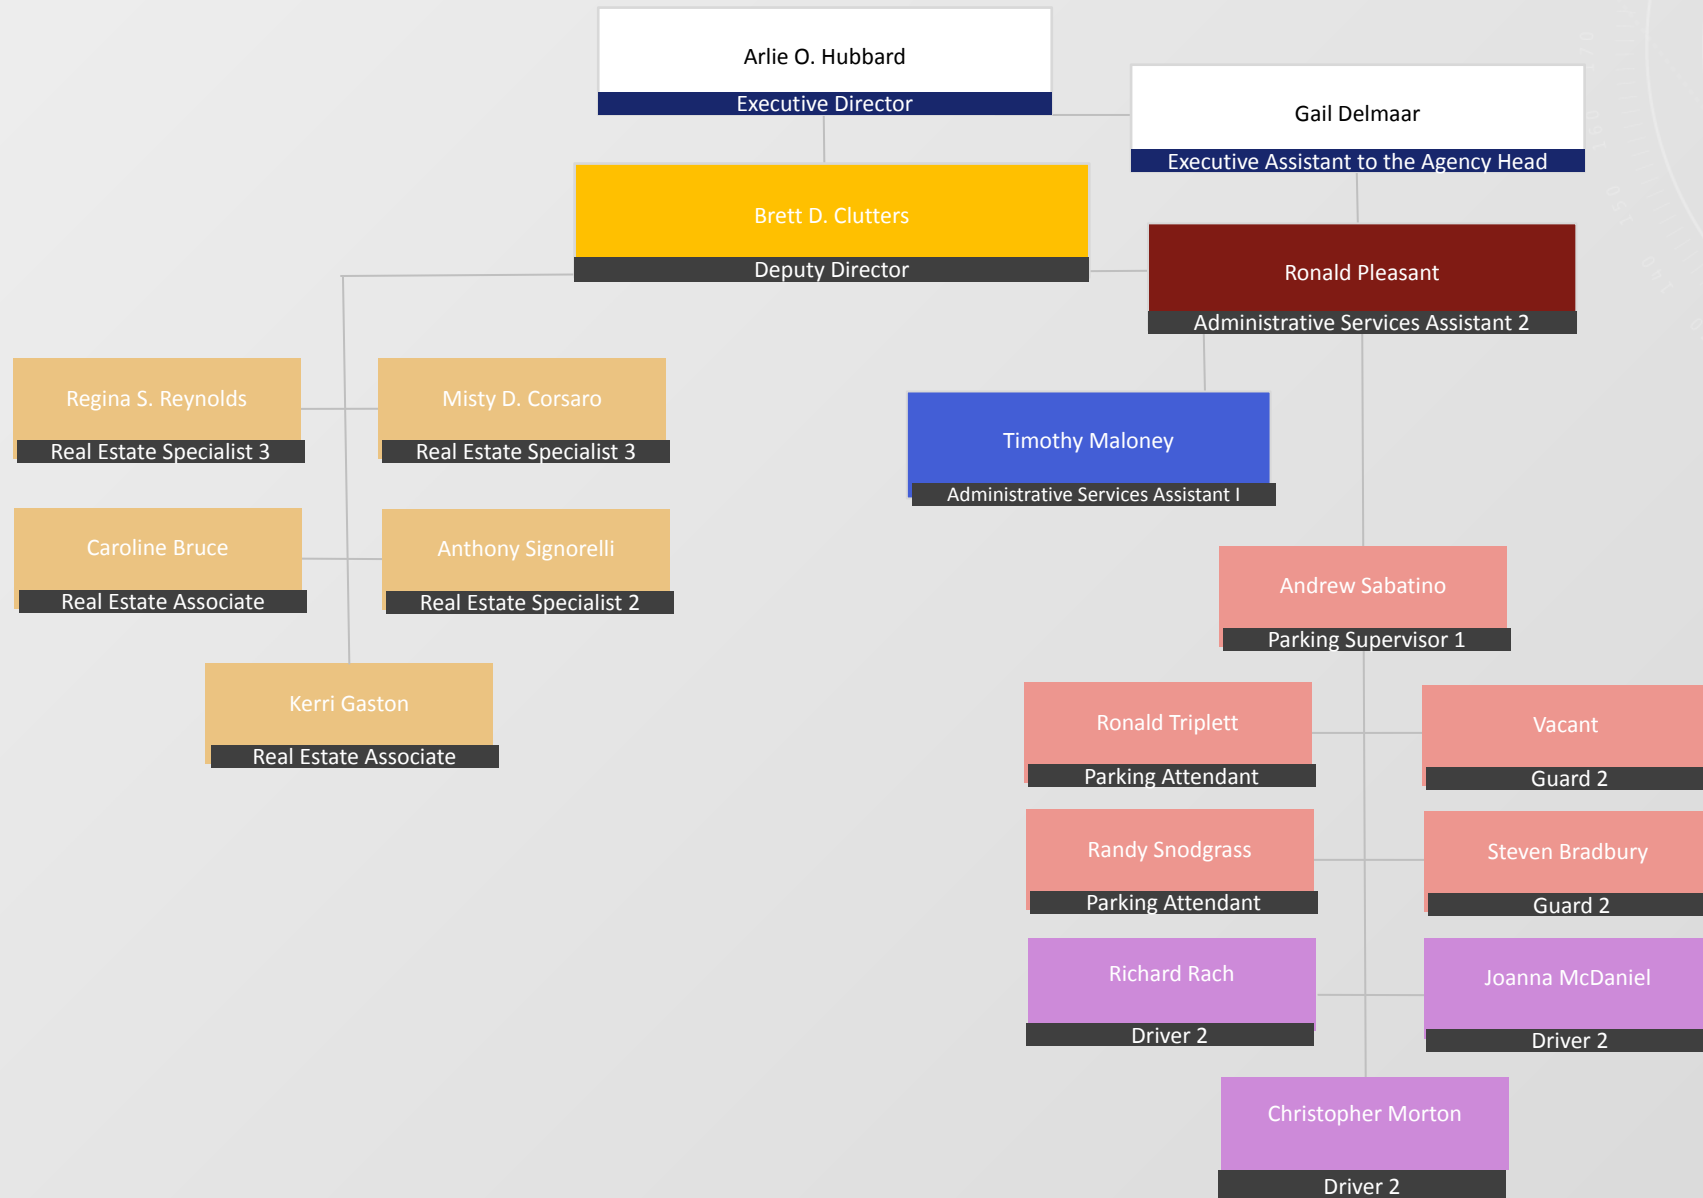 Arlie O. Hubbard
Executive Director
Gail Delmaar
Executive Assistant to the Agency Head
Brett D. Clutters
Deputy Director
Ronald Pleasant
Administrative Services Assistant 2
Regina S. Reynolds
Real Estate Specialist 3
Misty D. Corsaro
Real Estate Specialist 3
Timothy Maloney
Administrative Services Assistant I
Caroline Bruce
Real Estate Associate
Anthony Signorelli
Real Estate Specialist 2
Andrew Sabatino
Parking Supervisor 1
Kerri Gaston
Real Estate Associate
Ronald Triplett
Parking Attendant
Vacant
Guard 2
Randy Snodgrass
Parking Attendant
Steven Bradbury
Guard 2
Richard Rach
Driver 2
Joanna McDaniel
Driver 2
Christopher Morton
Driver 2